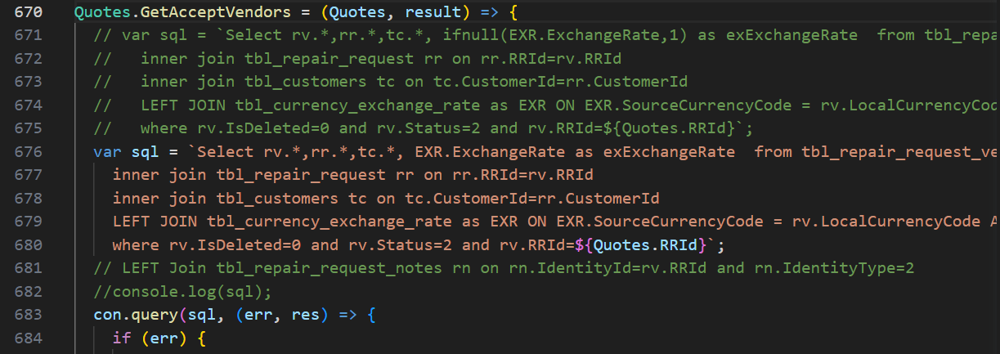 670 Quotes.GetAcceptVendors = (Quotes, result) => {
671 // var sql = `Select rv.*,rr.*,tc.*, ifnull(EXR.ExchangeRate,1) as exExchangeRate  from tbl_repa
672 //   inner join tbl_repair_request rr on rr.RRId=rv.RRId
673 //   inner join tbl_customers tc on tc.CustomerId=rr.CustomerId
674 //   LEFT JOIN tbl_currency_exchange_rate as EXR ON EXR.SourceCurrencyCode = rv.LocalCurrencyCod
675 //   where rv.IsDeleted=0 and rv.Status=2 and rv.RRId=${Quotes.RRId}`;
676 var sql = `Select rv.*,rr.*,tc.*, EXR.ExchangeRate as exExchangeRate  from tbl_repair_request_ve
677 inner join tbl_repair_request rr on rr.RRId=rv.RRId
678 inner join tbl_customers tc on tc.CustomerId=rr.CustomerId
679 LEFT JOIN tbl_currency_exchange_rate as EXR ON EXR.SourceCurrencyCode = rv.LocalCurrencyCode A
680 where rv.IsDeleted=0 and rv.Status=2 and rv.RRId=${Quotes.RRId}`;
681 // LEFT Join tbl_repair_request_notes rn on rn.IdentityId=rv.RRId and rn.IdentityType=2
682 //console.log(sql);
683 con.query(sql, (err, res) => {
684 if (err) {